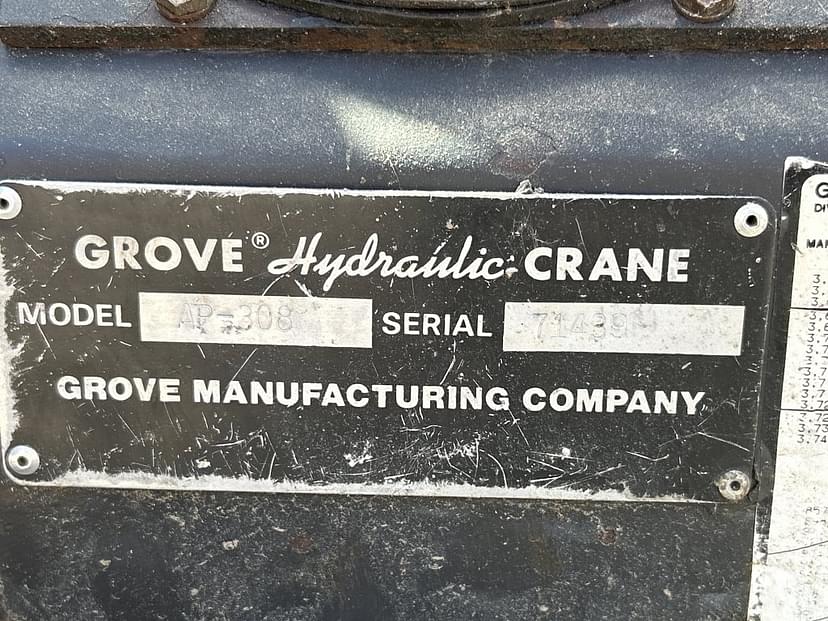 GROVE® Hydraulic CRANE
MODEL AP-308 SERIAL 71439
GROVE MANUFACTURING COMPANY